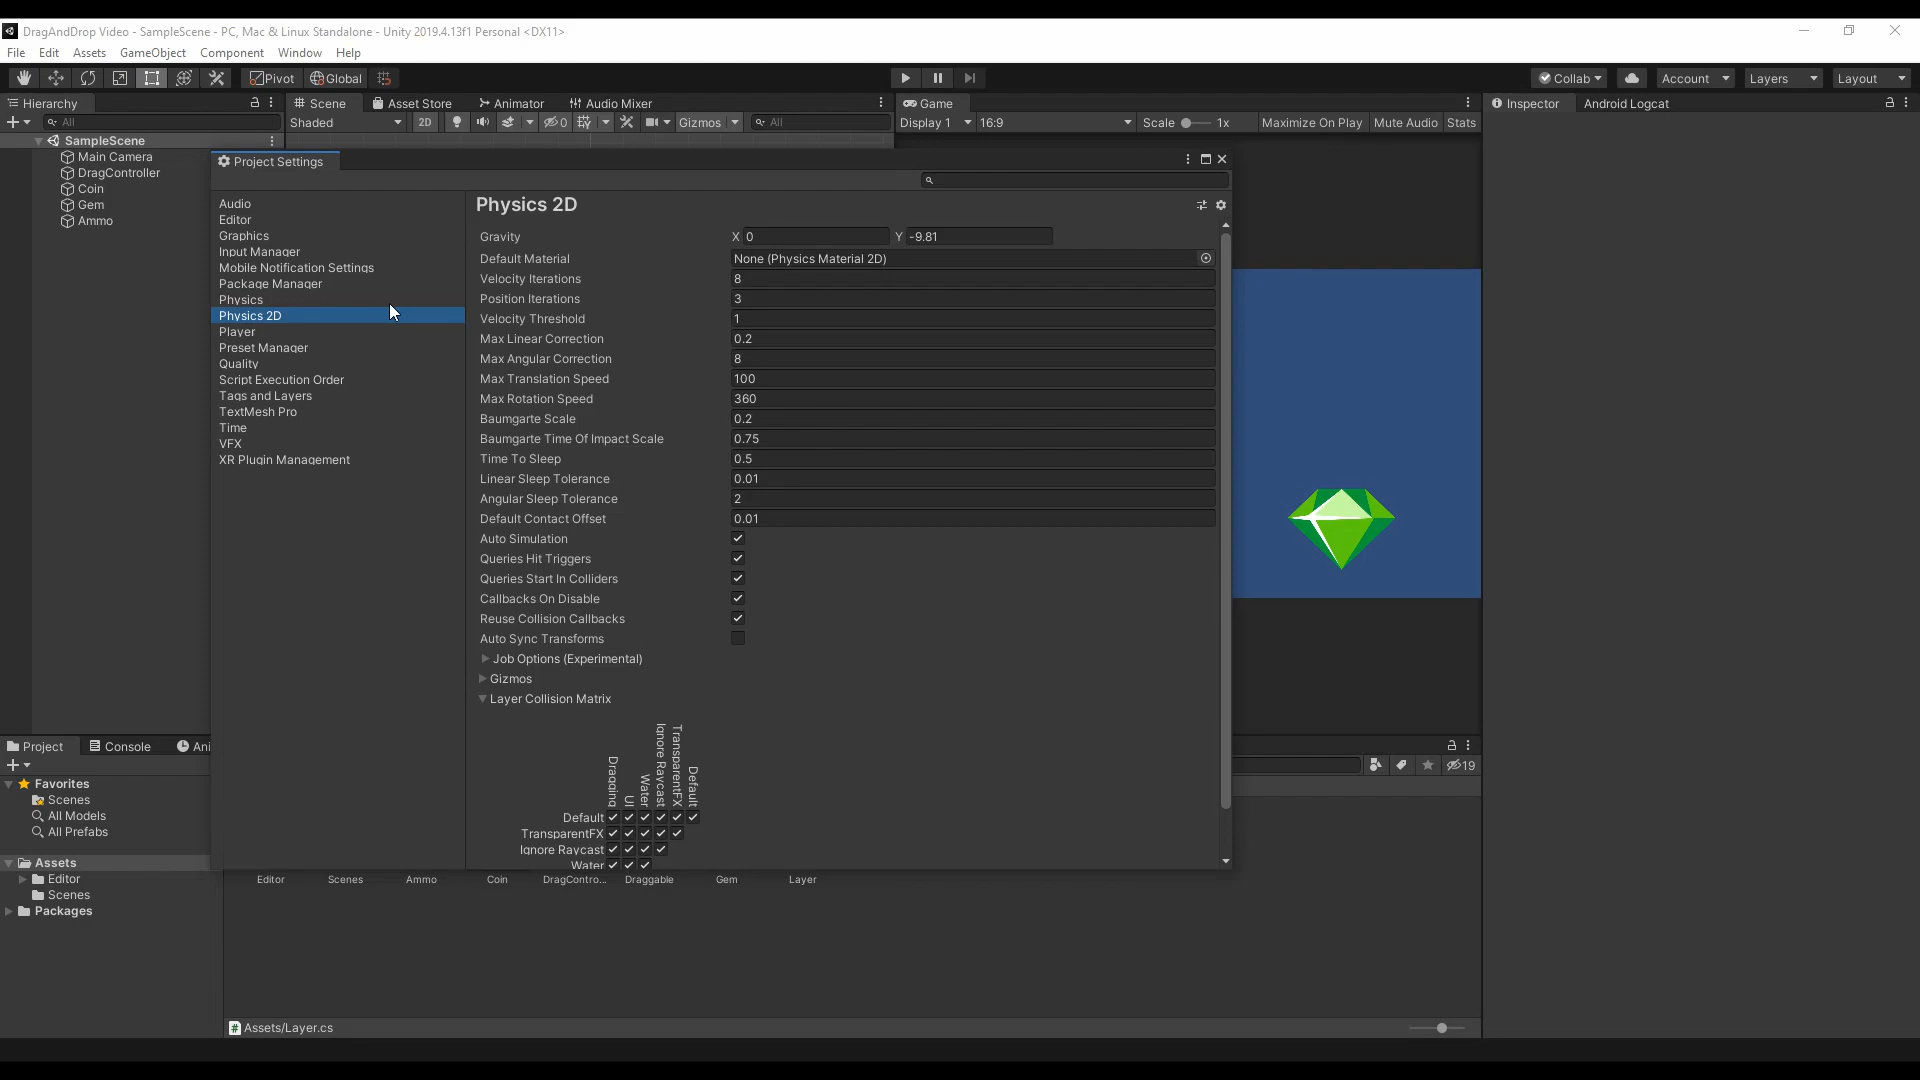 DragAndDrop Video - SampleScene - PC, Mac & Linux Standalone - Unity 2019.4.13f1 Personal <DX11>
File Edit Assets GameObject Component Window Help
Pivot Global Collab Account Layers Layout
Hierarchy Scene Asset Store Animator Audio Mixer Game Inspector Android Logcat
All Shaded 2D 0 Gizmos All Display 1 16:9 Scale 1x Maximize On Play Mute Audio Stats
SampleScene
Main Camera
DragController
Coin
Gem
Ammo
Project Settings
Audio
Editor
Graphics
Input Manager
Mobile Notification Settings
Package Manager
Physics
Physics 2D
Player
Preset Manager
Quality
Script Execution Order
Tags and Layers
TextMesh Pro
Time
VFX
XR Plugin Management
Physics 2D
Gravity X 0 Y -9.81
Default Material None (Physics Material 2D)
Velocity Iterations 8
Position Iterations 3
Velocity Threshold 1
Max Linear Correction 0.2
Max Angular Correction 8
Max Translation Speed 100
Max Rotation Speed 360
Baumgarte Scale 0.2
Baumgarte Time Of Impact Scale 0.75
Time To Sleep 0.5
Linear Sleep Tolerance 0.01
Angular Sleep Tolerance 2
Default Contact Offset 0.01
Auto Simulation
Queries Hit Triggers
Queries Start In Colliders
Callbacks On Disable
Reuse Collision Callbacks
Auto Sync Transforms
Job Options (Experimental)
Gizmos
Layer Collision Matrix
Dragging UI Water Ignore Raycast TransparentFX Default
Default
TransparentFX
Ignore Raycast
Water
Project Console Ani
19
Favorites
Scenes
All Models
All Prefabs
Assets
Editor
Scenes
Packages
Editor Scenes Ammo Coin DragContro... Draggable Gem Layer
Assets/Layer.cs